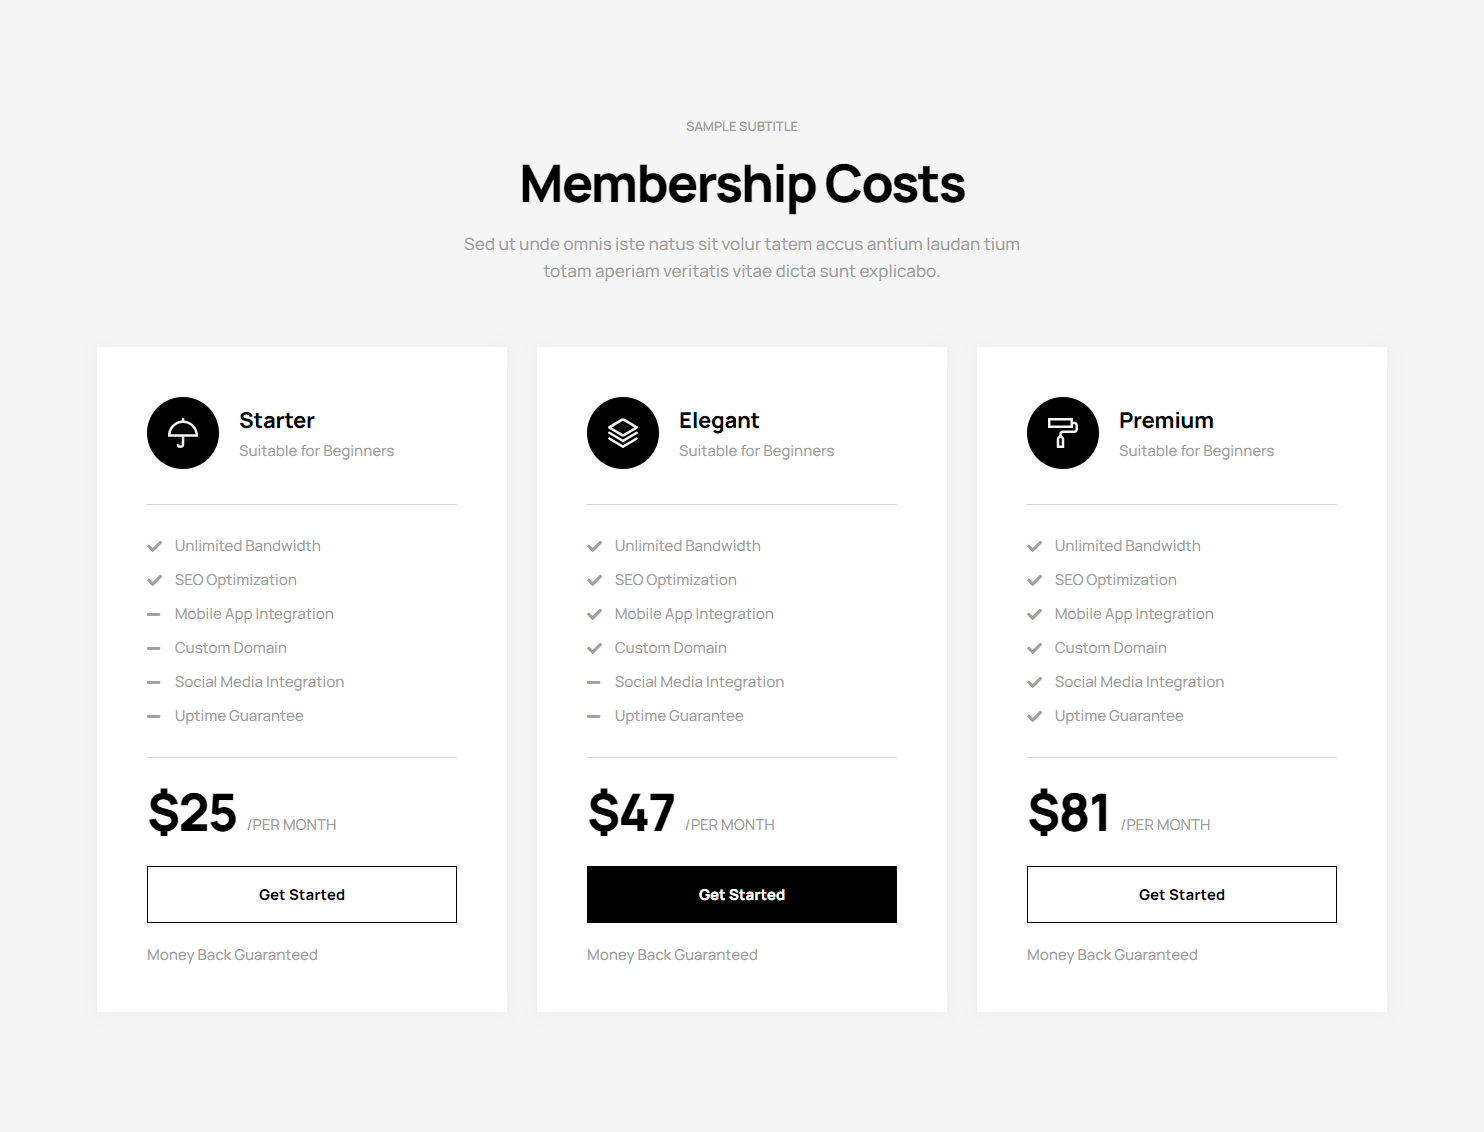 SAMPLE SUBTITLE
Membership Costs
Sed ut unde omnis iste natus sit volur tatem accus antium laudan tium
totam aperiam veritatis vitae dicta sunt explicabo.
Starter
Suitable for Beginners
Unlimited Bandwidth
SEO Optimization
Mobile App Integration
Custom Domain
Social Media Integration
Uptime Guarantee
$25 /PER MONTH
Get Started
Money Back Guaranteed
Elegant
Suitable for Beginners
Unlimited Bandwidth
SEO Optimization
Mobile App Integration
Custom Domain
Social Media Integration
Uptime Guarantee
$47 /PER MONTH
Get Started
Money Back Guaranteed
Premium
Suitable for Beginners
Unlimited Bandwidth
SEO Optimization
Mobile App Integration
Custom Domain
Social Media Integration
Uptime Guarantee
$81 /PER MONTH
Get Started
Money Back Guaranteed